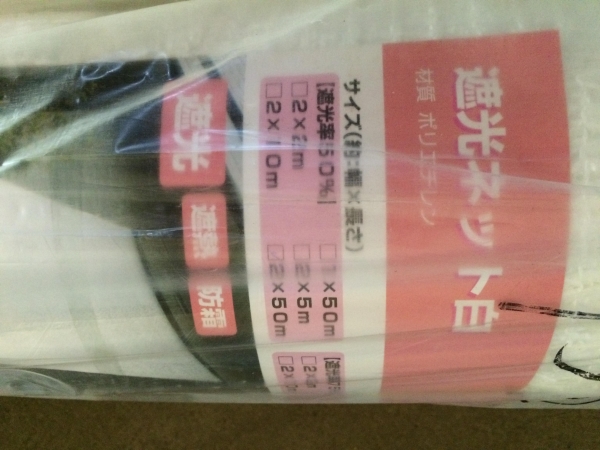 遮光ネット白
材質 ポリエチレン
サイズ(約:幅×長さ)
【遮光率50%】
□1×50m
□2×2m □2×5m
□2×10m ☑2×50m
遮光
遮熱
防霜